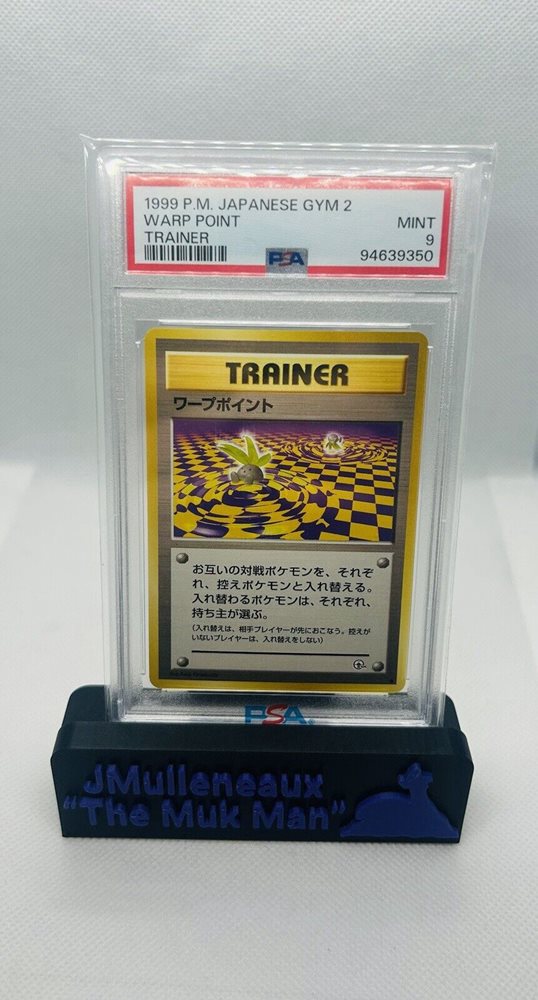 1999 P.M. JAPANESE GYM 2
WARP POINT
MINT
TRAINER
9
PSA
94639350
TRAINER
ワープポイント
お互いの対戦ポケモンを、それぞ
れ、控えポケモンと入れ替える。
入れ替わるポケモンは、それぞれ、
持ち主が選ぶ。
(入れ替えは、相手プレイヤーが先におこなう。控えが
いないプレイヤーは、入れ替えをしない)
PSA
JMulleneaux
"The Muk Man"